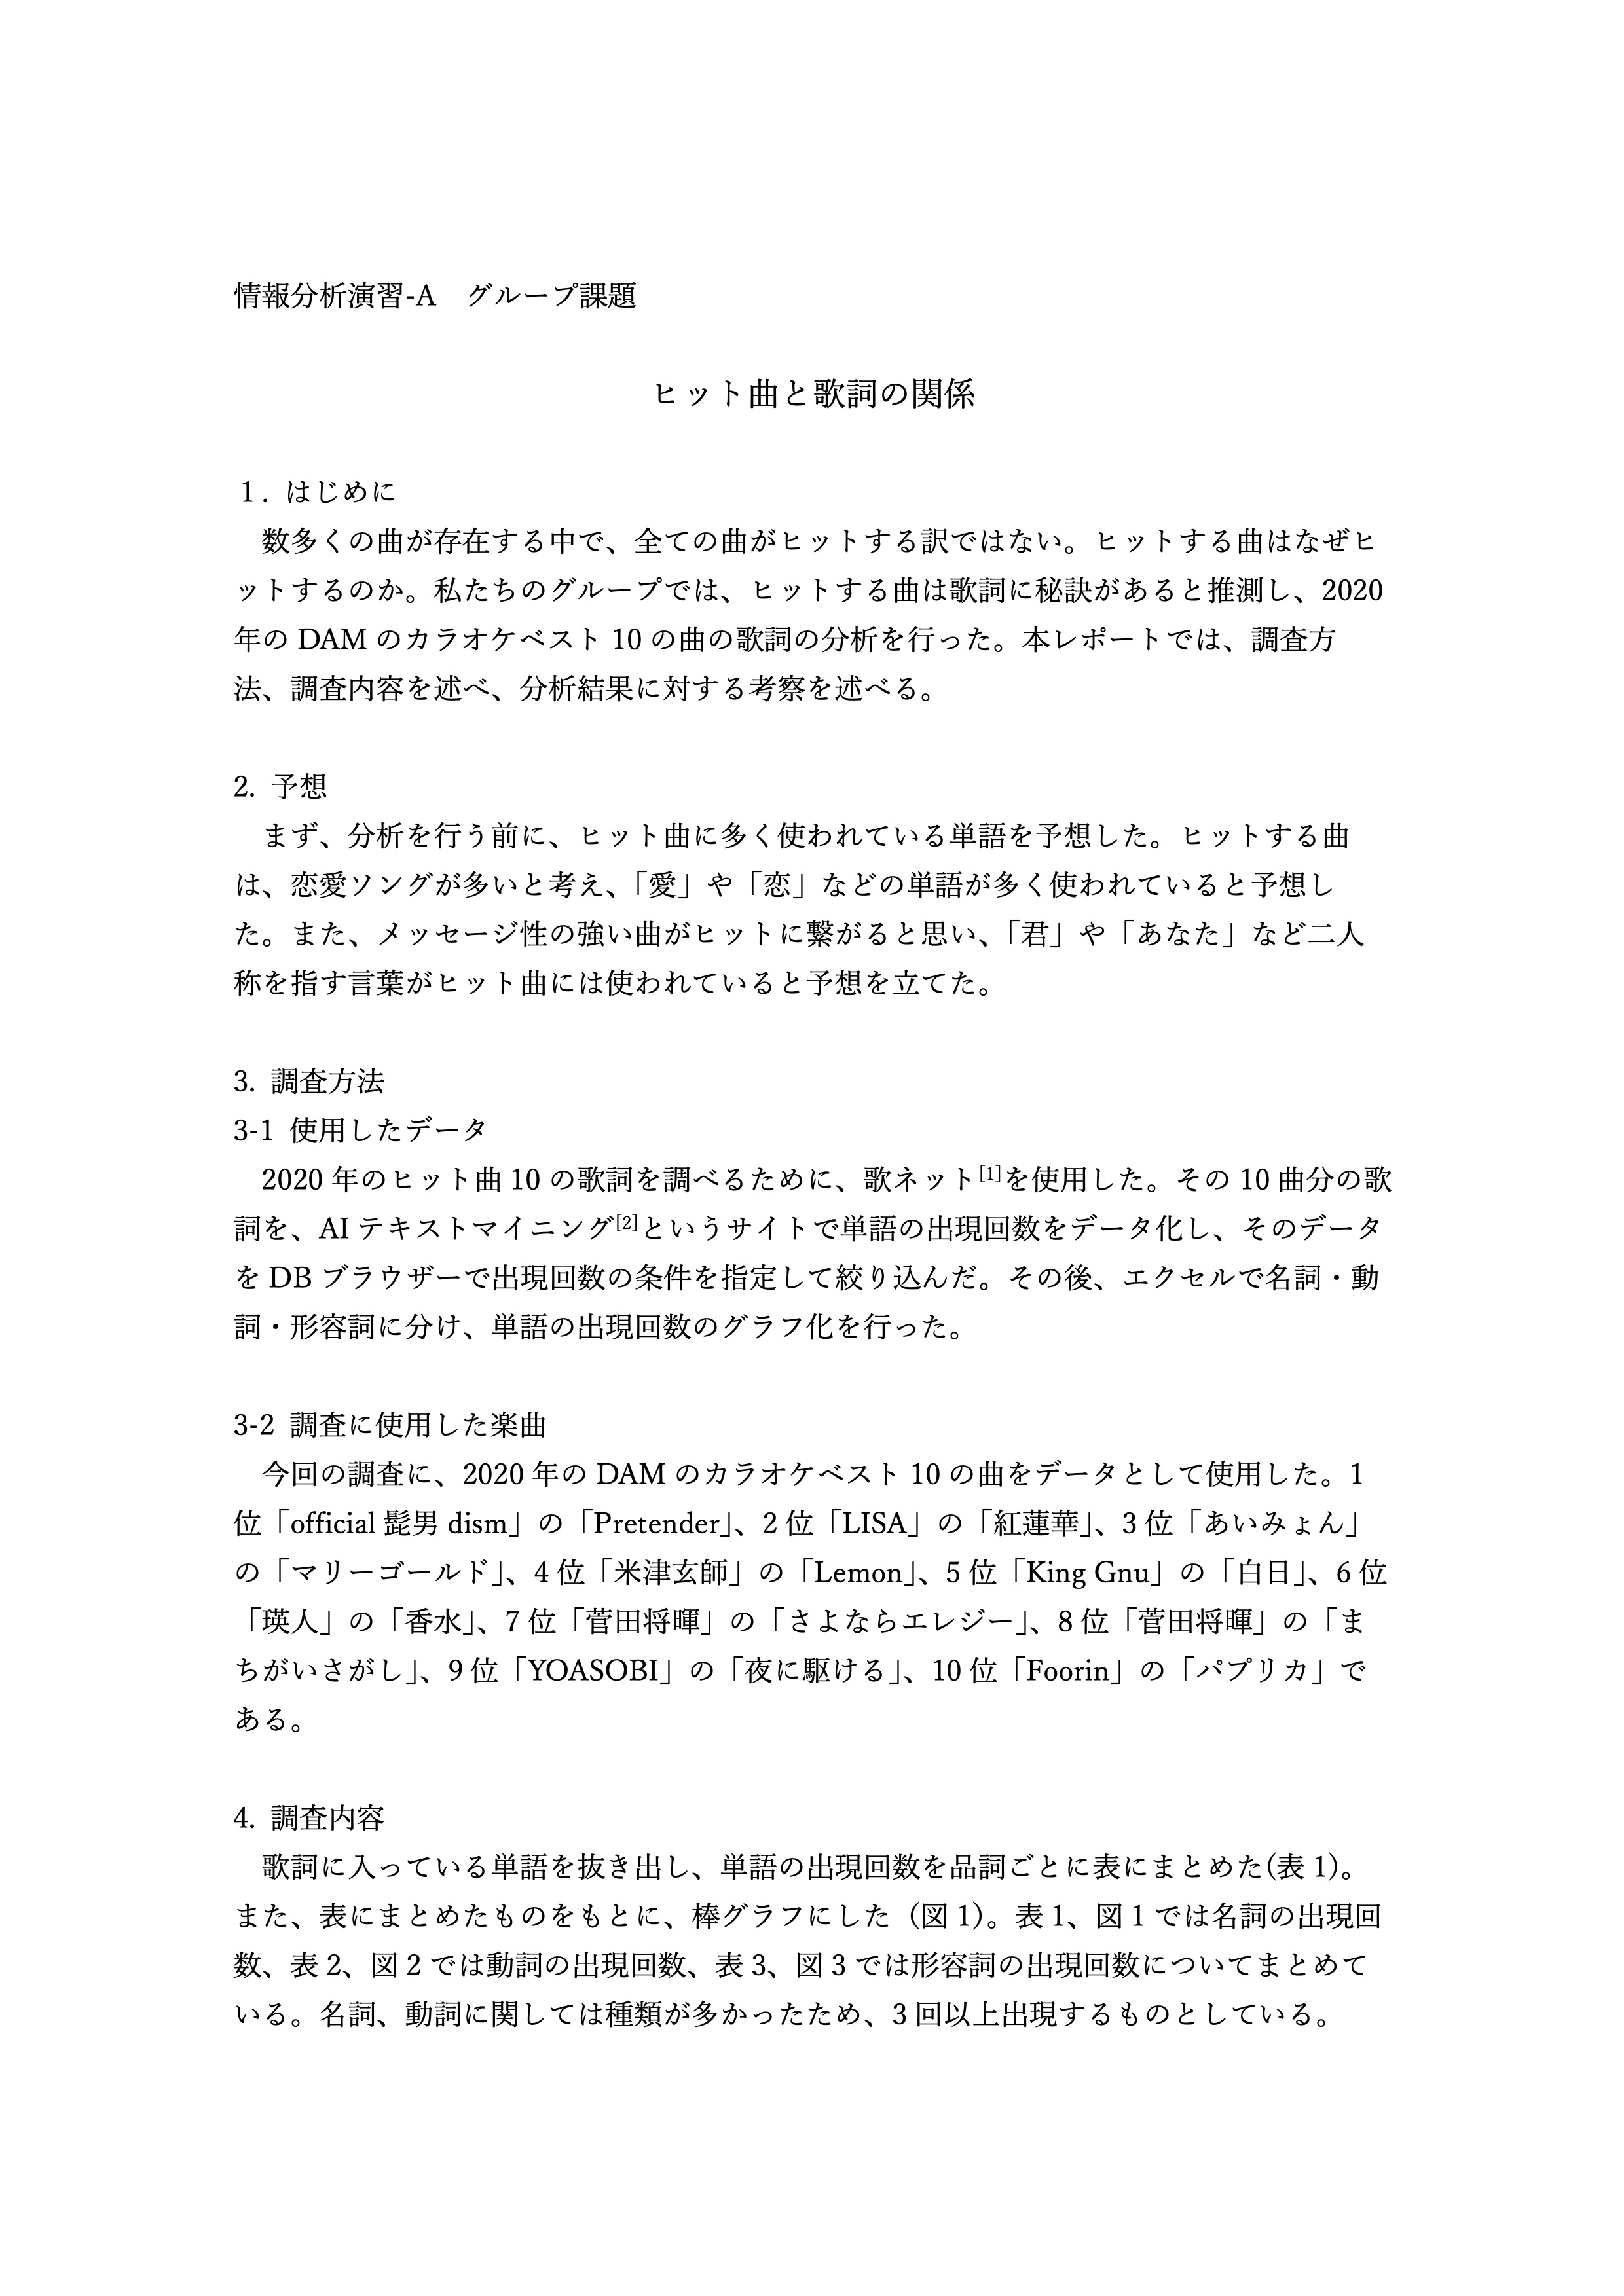 情報分析演習-A　グループ課題
ヒット曲と歌詞の関係
１. はじめに
　数多くの曲が存在する中で、全ての曲がヒットする訳ではない。ヒットする曲はなぜヒ
ットするのか。私たちのグループでは、ヒットする曲は歌詞に秘訣があると推測し、2020
年の DAM のカラオケベスト 10 の曲の歌詞の分析を行った。本レポートでは、調査方
法、調査内容を述べ、分析結果に対する考察を述べる。
2. 予想
　まず、分析を行う前に、ヒット曲に多く使われている単語を予想した。ヒットする曲
は、恋愛ソングが多いと考え、「愛」や「恋」などの単語が多く使われていると予想し
た。また、メッセージ性の強い曲がヒットに繋がると思い、「君」や「あなた」など二人
称を指す言葉がヒット曲には使われていると予想を立てた。
3. 調査方法
3-1 使用したデータ
　2020 年のヒット曲 10 の歌詞を調べるために、歌ネット[1]を使用した。その 10 曲分の歌
詞を、AI テキストマイニング[2]というサイトで単語の出現回数をデータ化し、そのデータ
を DB ブラウザーで出現回数の条件を指定して絞り込んだ。その後、エクセルで名詞・動
詞・形容詞に分け、単語の出現回数のグラフ化を行った。
3-2 調査に使用した楽曲
　今回の調査に、2020 年の DAM のカラオケベスト 10 の曲をデータとして使用した。1
位「official 髭男 dism」の「Pretender」、2 位「LISA」の「紅蓮華」、3 位「あいみょん」
の「マリーゴールド」、4 位「米津玄師」の「Lemon」、5 位「King Gnu」の「白日」、6 位
「瑛人」の「香水」、7 位「菅田将暉」の「さよならエレジー」、8 位「菅田将暉」の「ま
ちがいさがし」、9 位「YOASOBI」の「夜に駆ける」、10 位「Foorin」の「パプリカ」で
ある。
4. 調査内容
　歌詞に入っている単語を抜き出し、単語の出現回数を品詞ごとに表にまとめた(表 1)。
また、表にまとめたものをもとに、棒グラフにした（図 1）。表 1、図 1 では名詞の出現回
数、表 2、図 2 では動詞の出現回数、表 3、図 3 では形容詞の出現回数についてまとめて
いる。名詞、動詞に関しては種類が多かったため、3 回以上出現するものとしている。